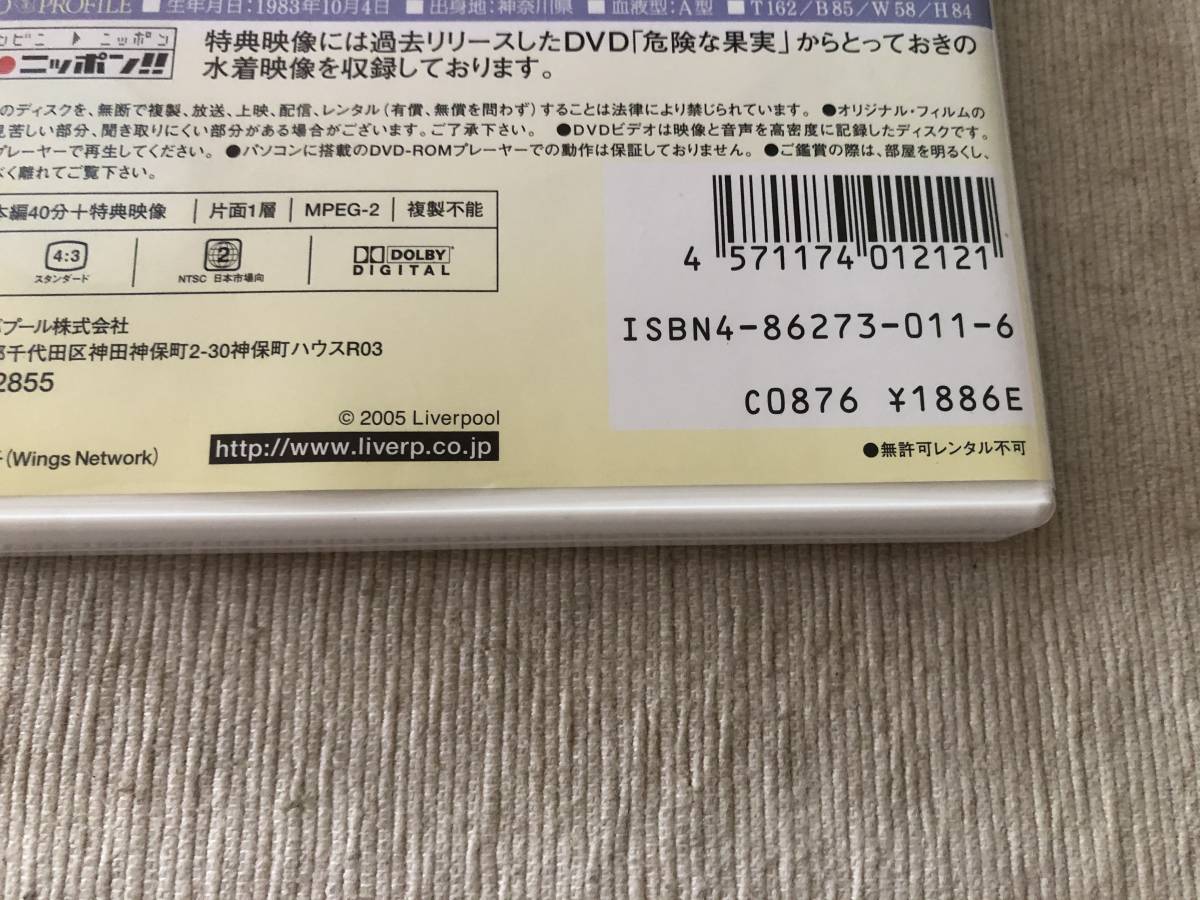 PROFILE ■ 生年月日:1983年10月4日 ■ 出身地:神奈川県 ■ 血液型:A型 ■ T162/B85/W58/H84
ンビニ ▶ ニッポン
●ニッポン!!
特典映像には過去リリースしたDVD「危険な果実」からとっておきの
水着映像を収録しております。
のディスクを、無断で複製、放送、上映、配信、レンタル(有償、無償を問わず)することは法律により禁じられています。 ●オリジナル・フィルムの
見苦しい部分、聞き取りにくい部分がある場合がございます。ご了承下さい。 ●DVDビデオは映像と音声を高密度に記録したディスクです。
プレーヤーで再生してください。 ●パソコンに搭載のDVD-ROMプレーヤーでの動作は保証しておりません。 ●ご鑑賞の際は、部屋を明るくし、
く離れてご覧下さい。
本編40分+特典映像 | 片面1層 | MPEG-2 | 複製不能
4:3
スタンダード
2
NTSC 日本市場向
DOLBY
DIGITAL
4 571174 012121
ISBN4-86273-011-6
C0876 ¥1886E
プール株式会社
千代田区神田神保町2-30神保町ハウスR03
2855
© 2005 Liverpool
http://www.liverp.co.jp
(Wings Network)
●無許可レンタル不可